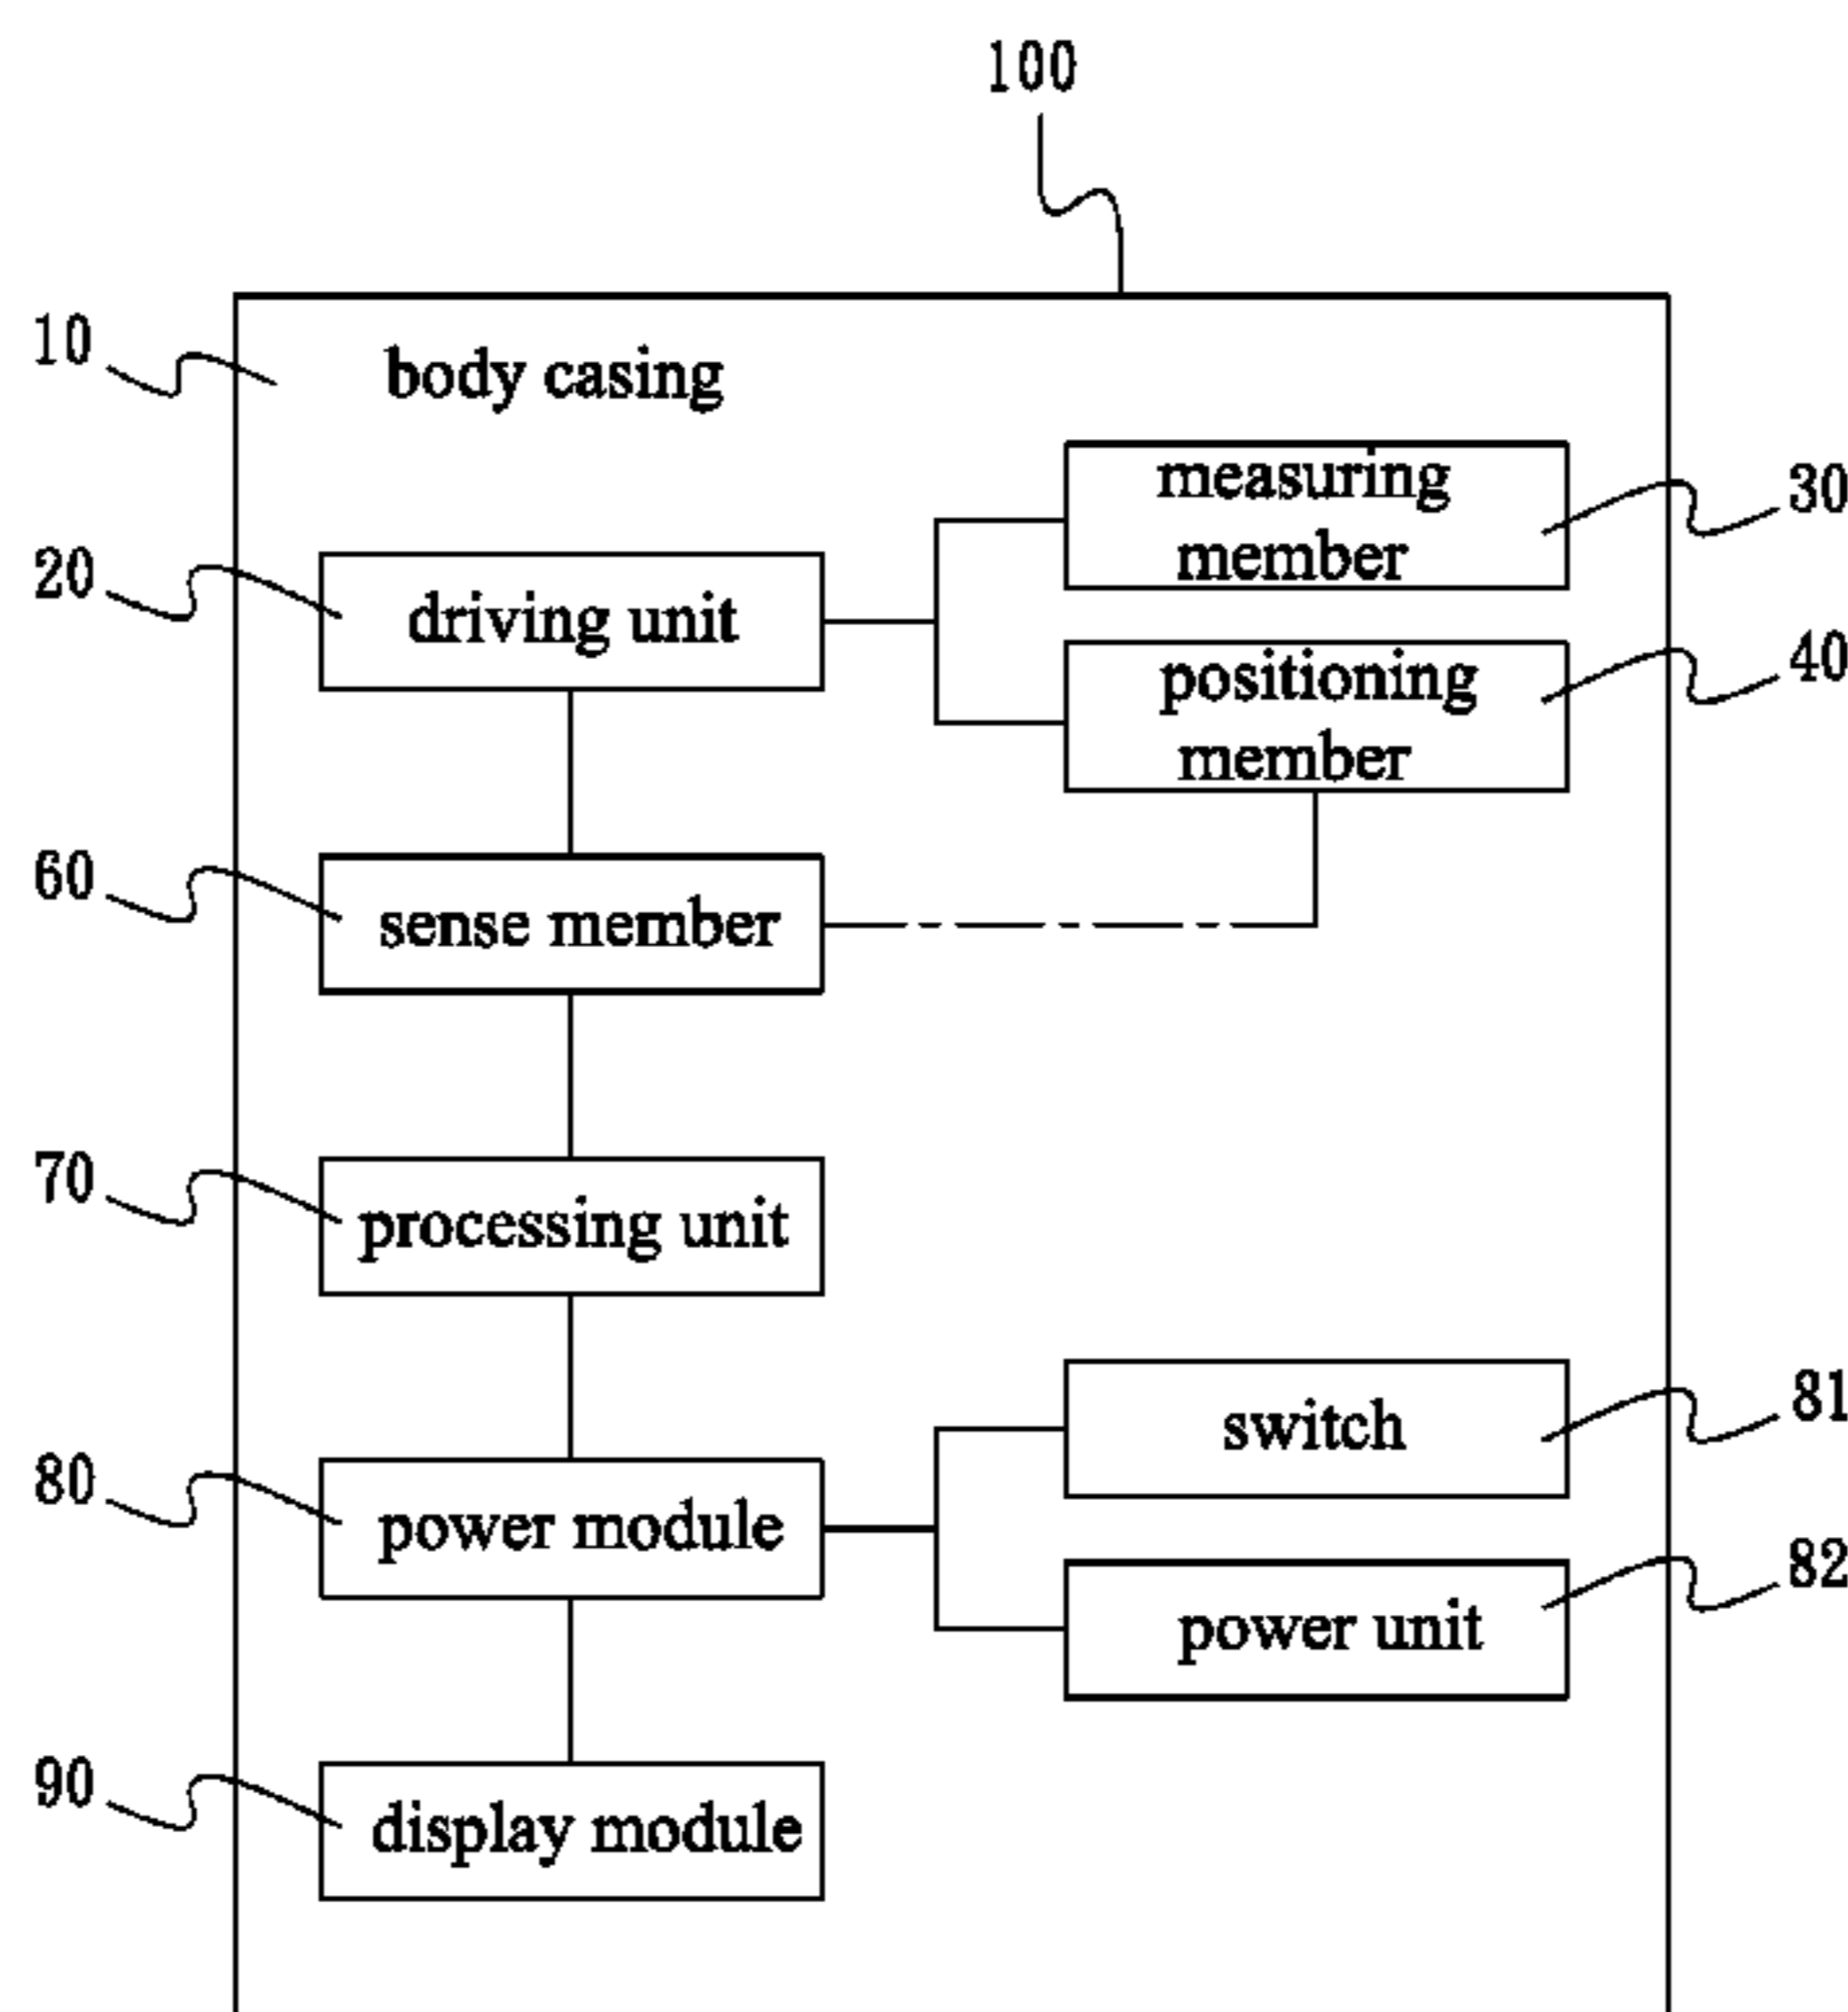 100
10
body casing
measuring
member
30
20
driving unit
positioning
member
40
60
sense member
70
processing unit
switch
81
80
power module
power unit
82
90
display module